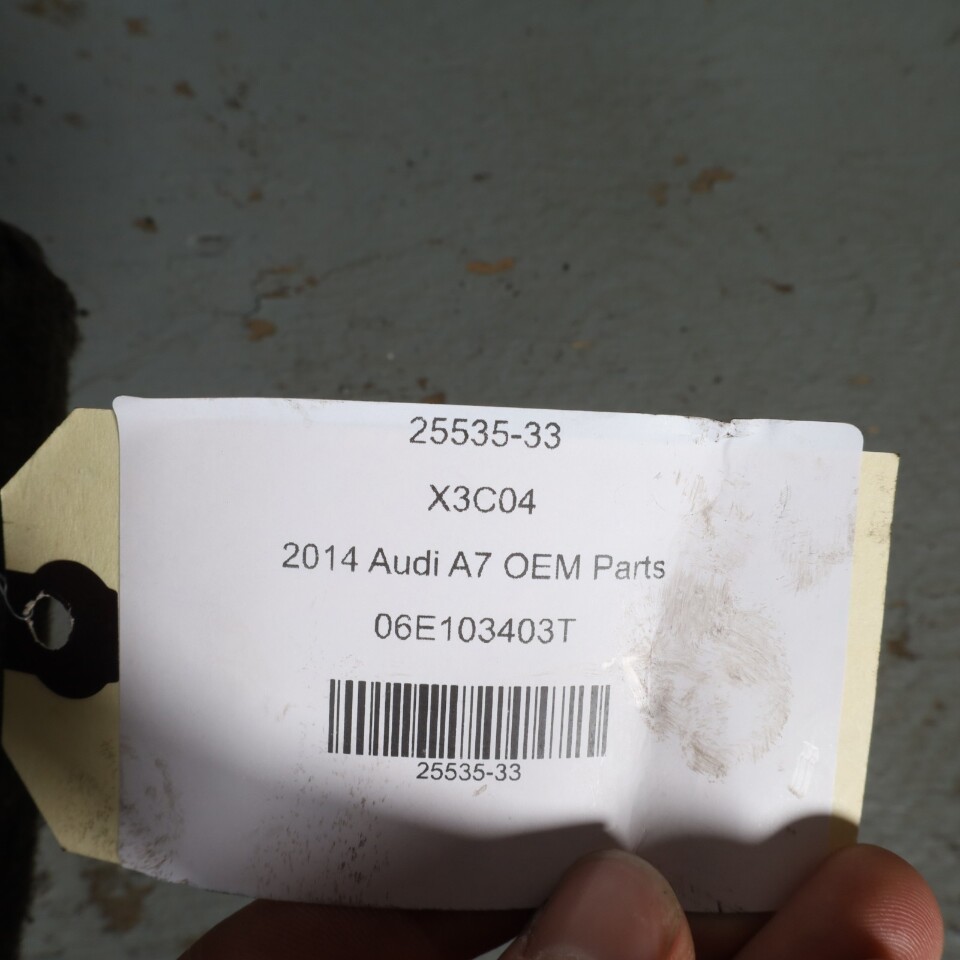 25535-33
X3C04
2014 Audi A7 OEM Parts
06E103403T
25535-33